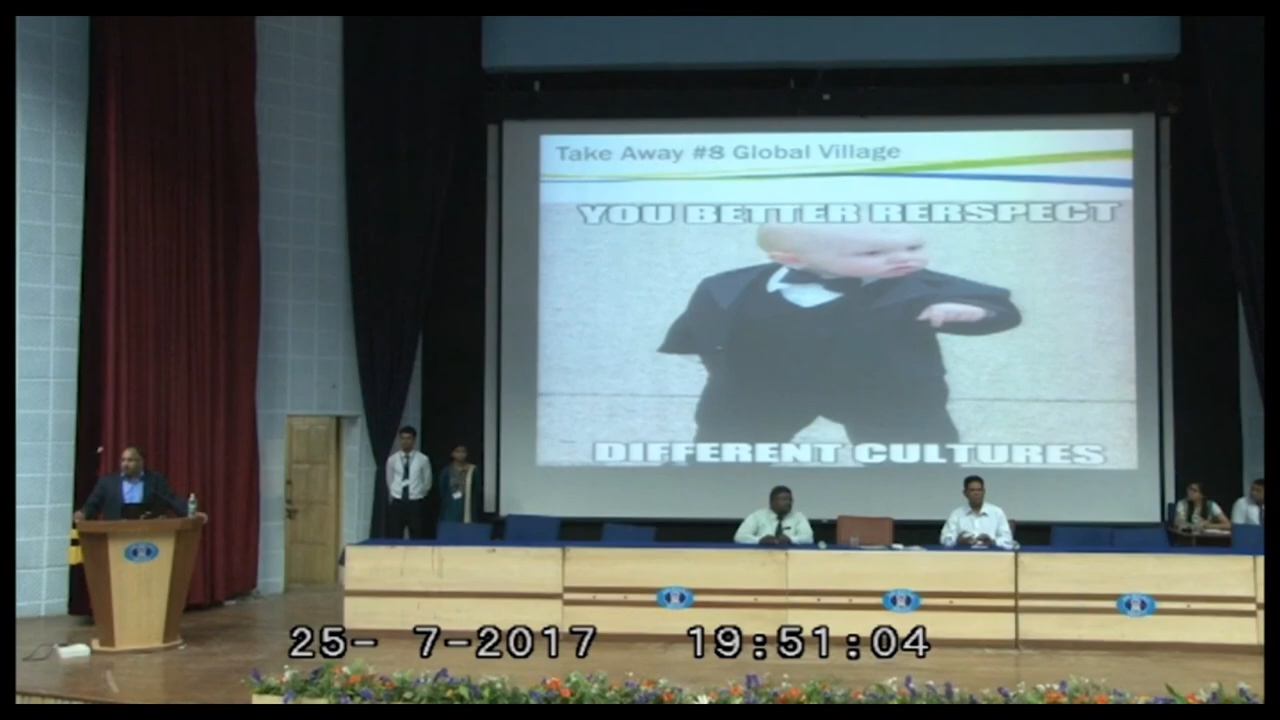 Take Away #8 Global Village
YOU BETTER RERSPECT
DIFFERENT CULTURES
25- 7-2017 19:51:04